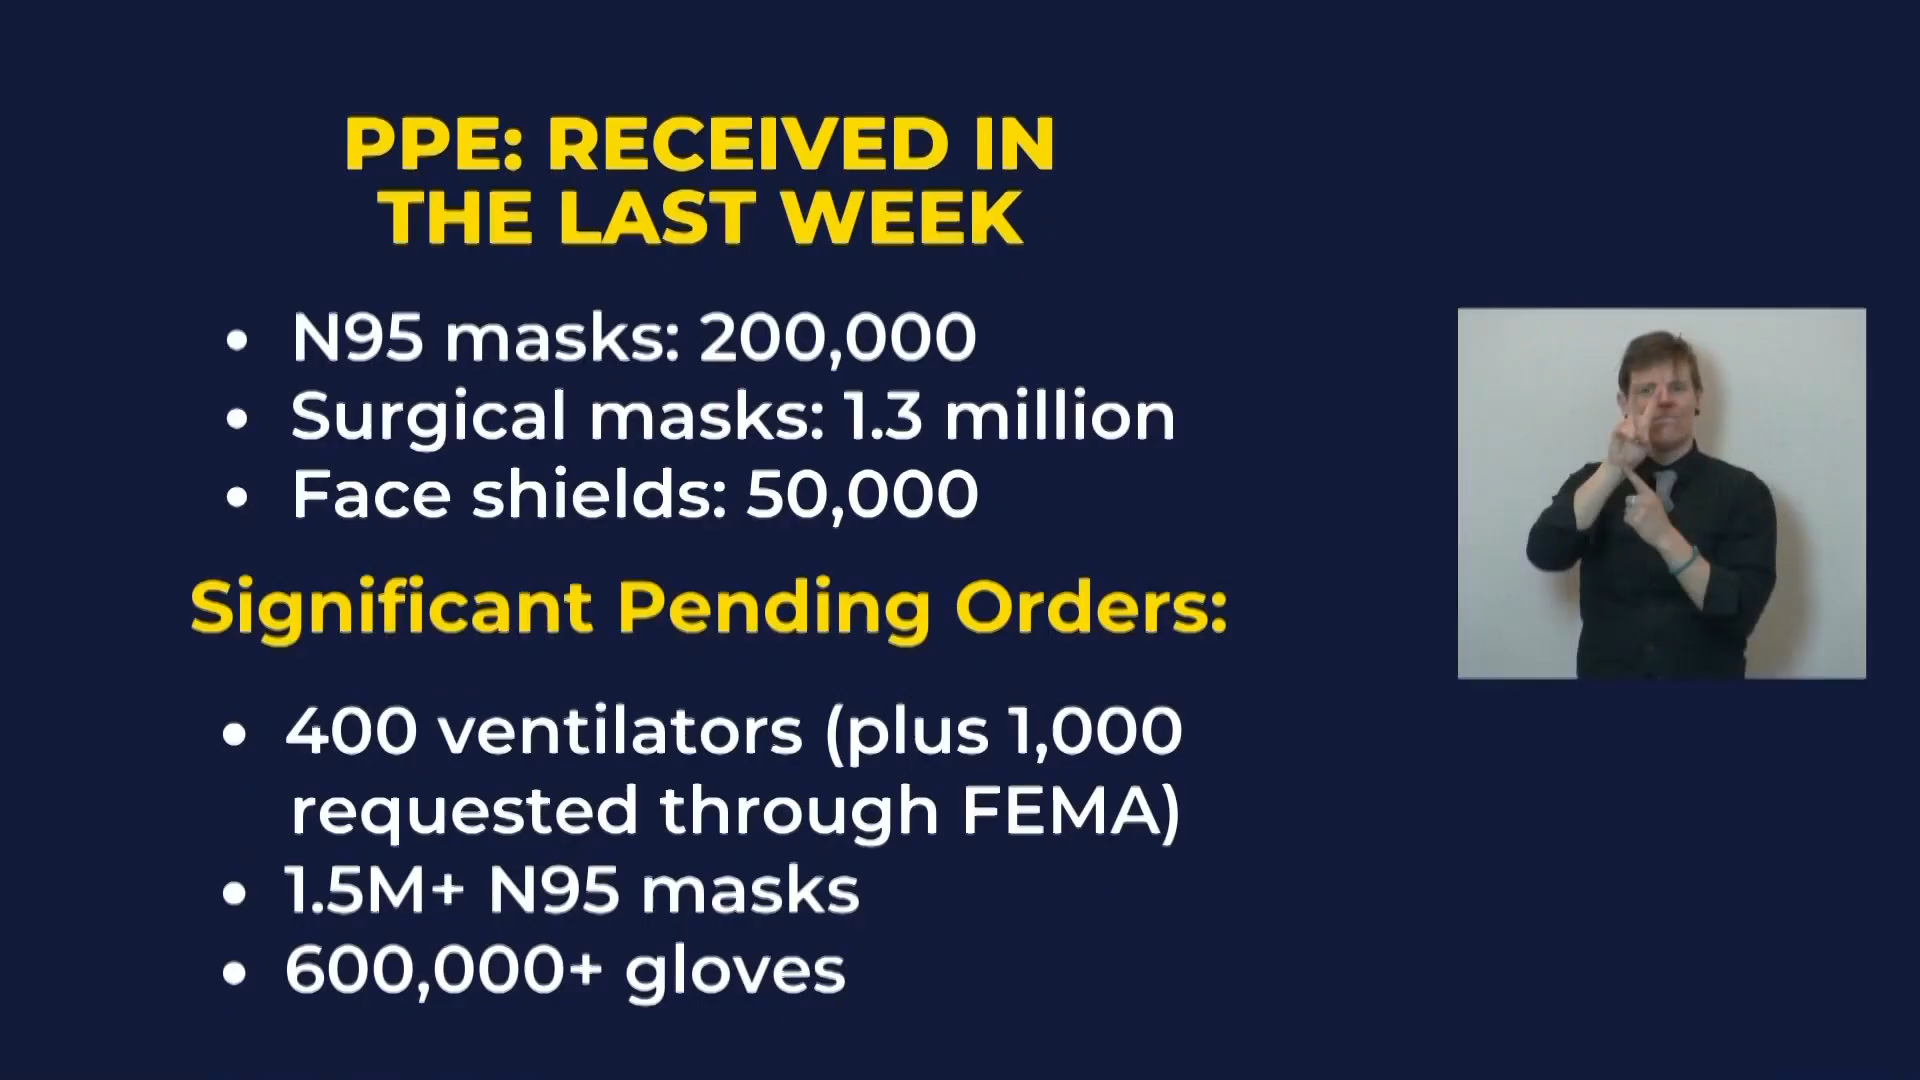 PPE: RECEIVED IN
THE LAST WEEK
• N95 masks: 200,000
• Surgical masks: 1.3 million
• Face shields: 50,000
Significant Pending Orders:
• 400 ventilators (plus 1,000
requested through FEMA)
• 1.5M+ N95 masks
• 600,000+ gloves